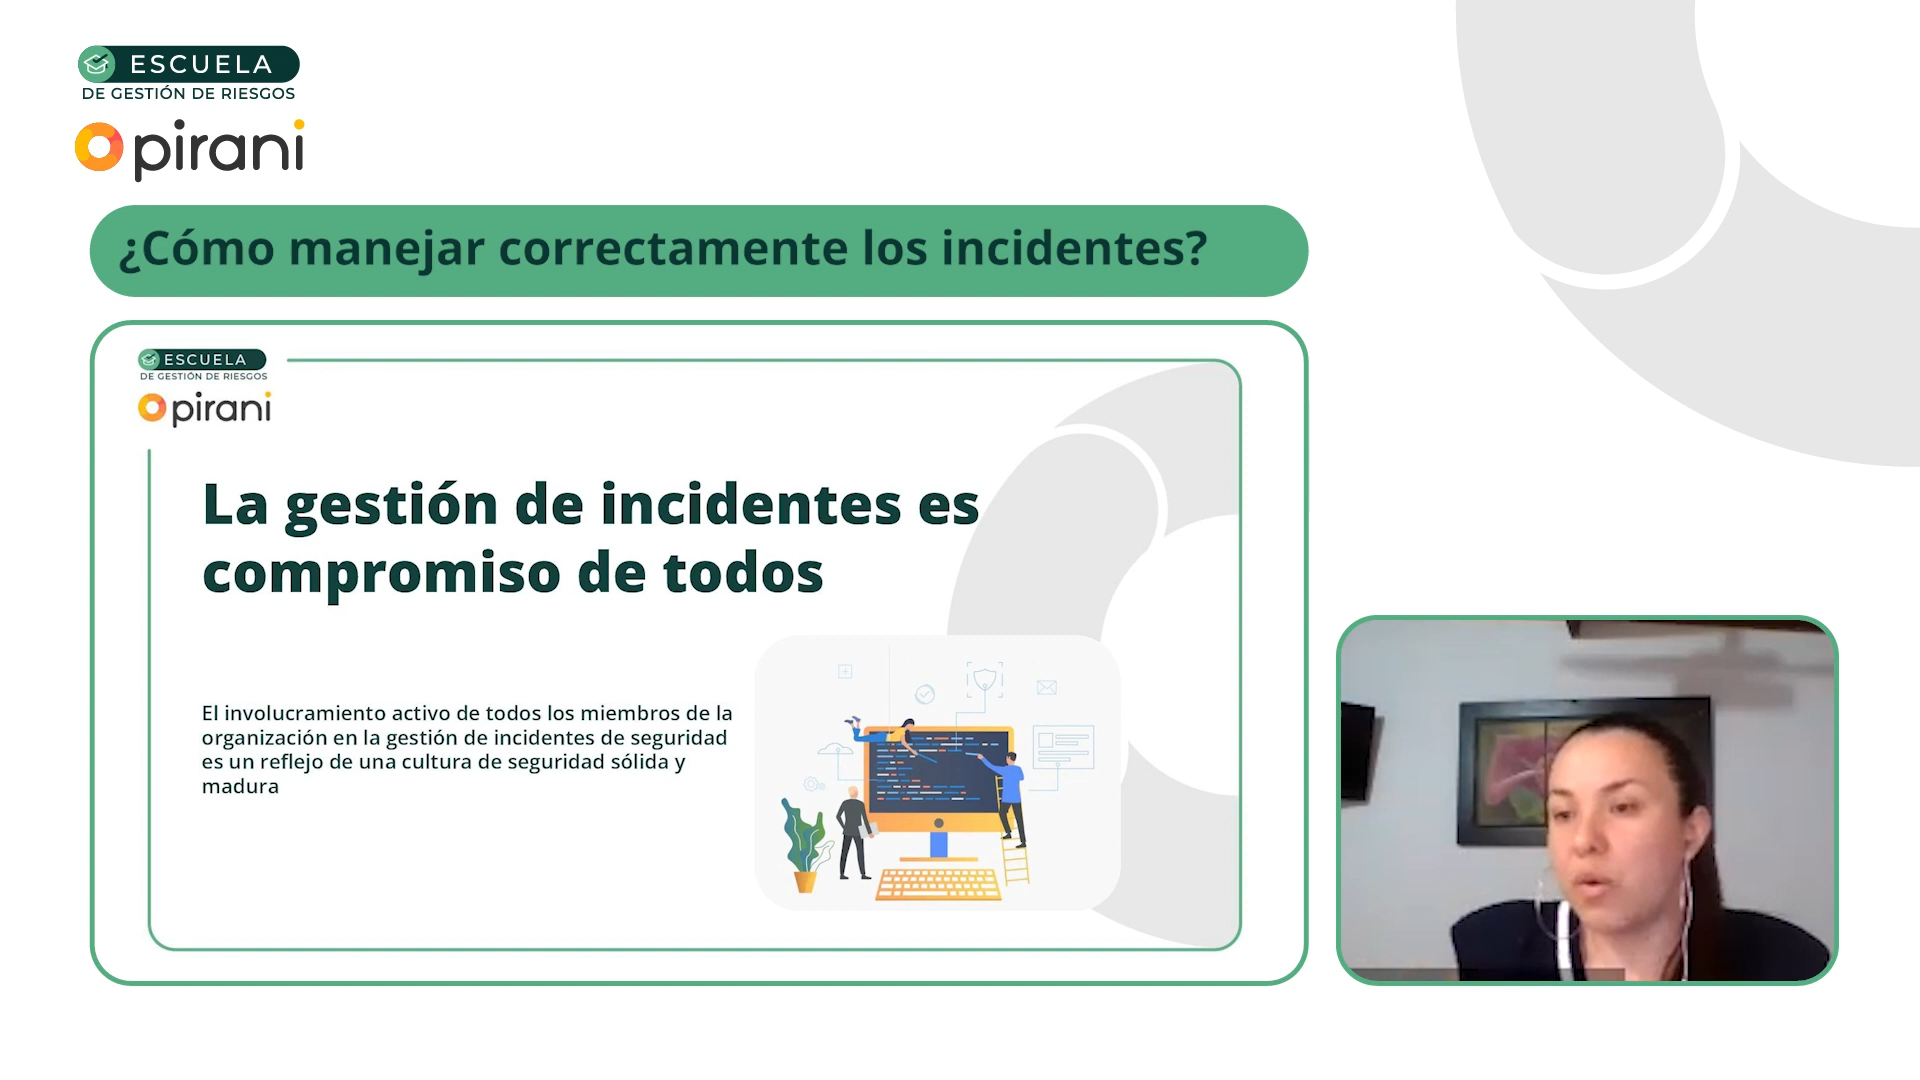 ESCUELA
DE GESTIÓN DE RIESGOS
pirani
¿Cómo manejar correctamente los incidentes?
ESCUELA
DE GESTIÓN DE RIESGOS
pirani
La gestión de incidentes es
compromiso de todos
El involucramiento activo de todos los miembros de la
organización en la gestión de incidentes de seguridad
es un reflejo de una cultura de seguridad sólida y
madura